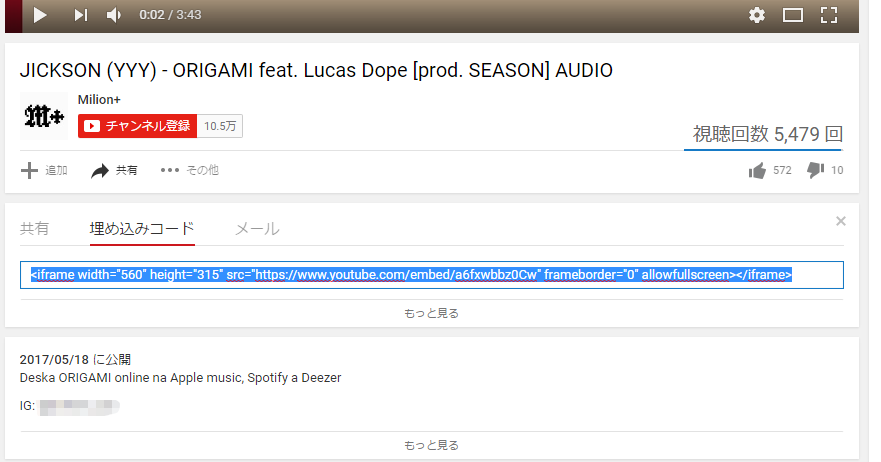 0:02 / 3:43
JICKSON (YYY) - ORIGAMI feat. Lucas Dope [prod. SEASON] AUDIO
M+
Milion+
チャンネル登録 10.5万
視聴回数 5,479 回
追加 共有 その他 572 10
共有 埋め込みコード メール ×
<iframe width="560" height="315" src="https://www.youtube.com/embed/a6fxwbbz0Cw" frameborder="0" allowfullscreen></iframe>
もっと見る
2017/05/18 に公開
Deska ORIGAMI online na Apple music, Spotify a Deezer
IG:
もっと見る